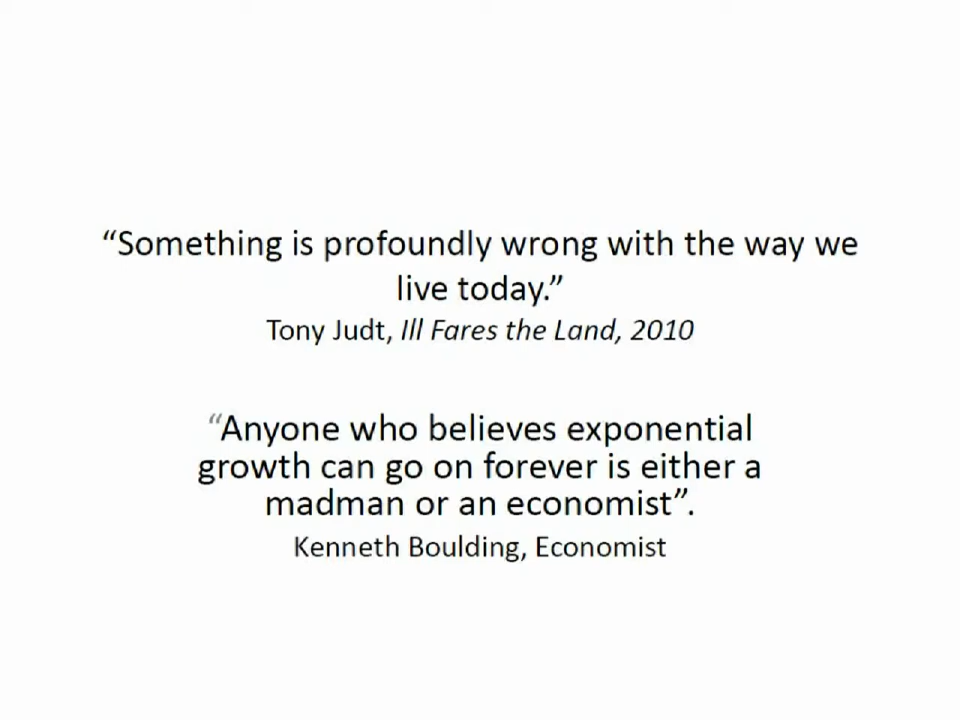 “Something is profoundly wrong with the way we
live today.”
Tony Judt, Ill Fares the Land, 2010
“Anyone who believes exponential
growth can go on forever is either a
madman or an economist”.
Kenneth Boulding, Economist